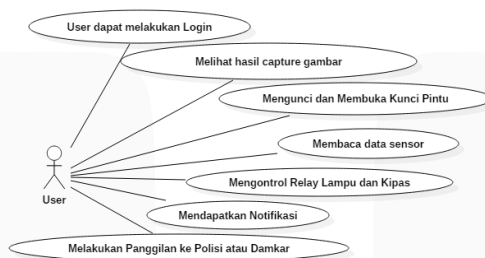 User dapat melakukan Login
Melihat hasil capture gambar
Mengunci dan Membuka Kunci Pintu
Membaca data sensor
Mengontrol Relay Lampu dan Kipas
User
Mendapatkan Notifikasi
Melakukan Panggilan ke Polisi atau Damkar